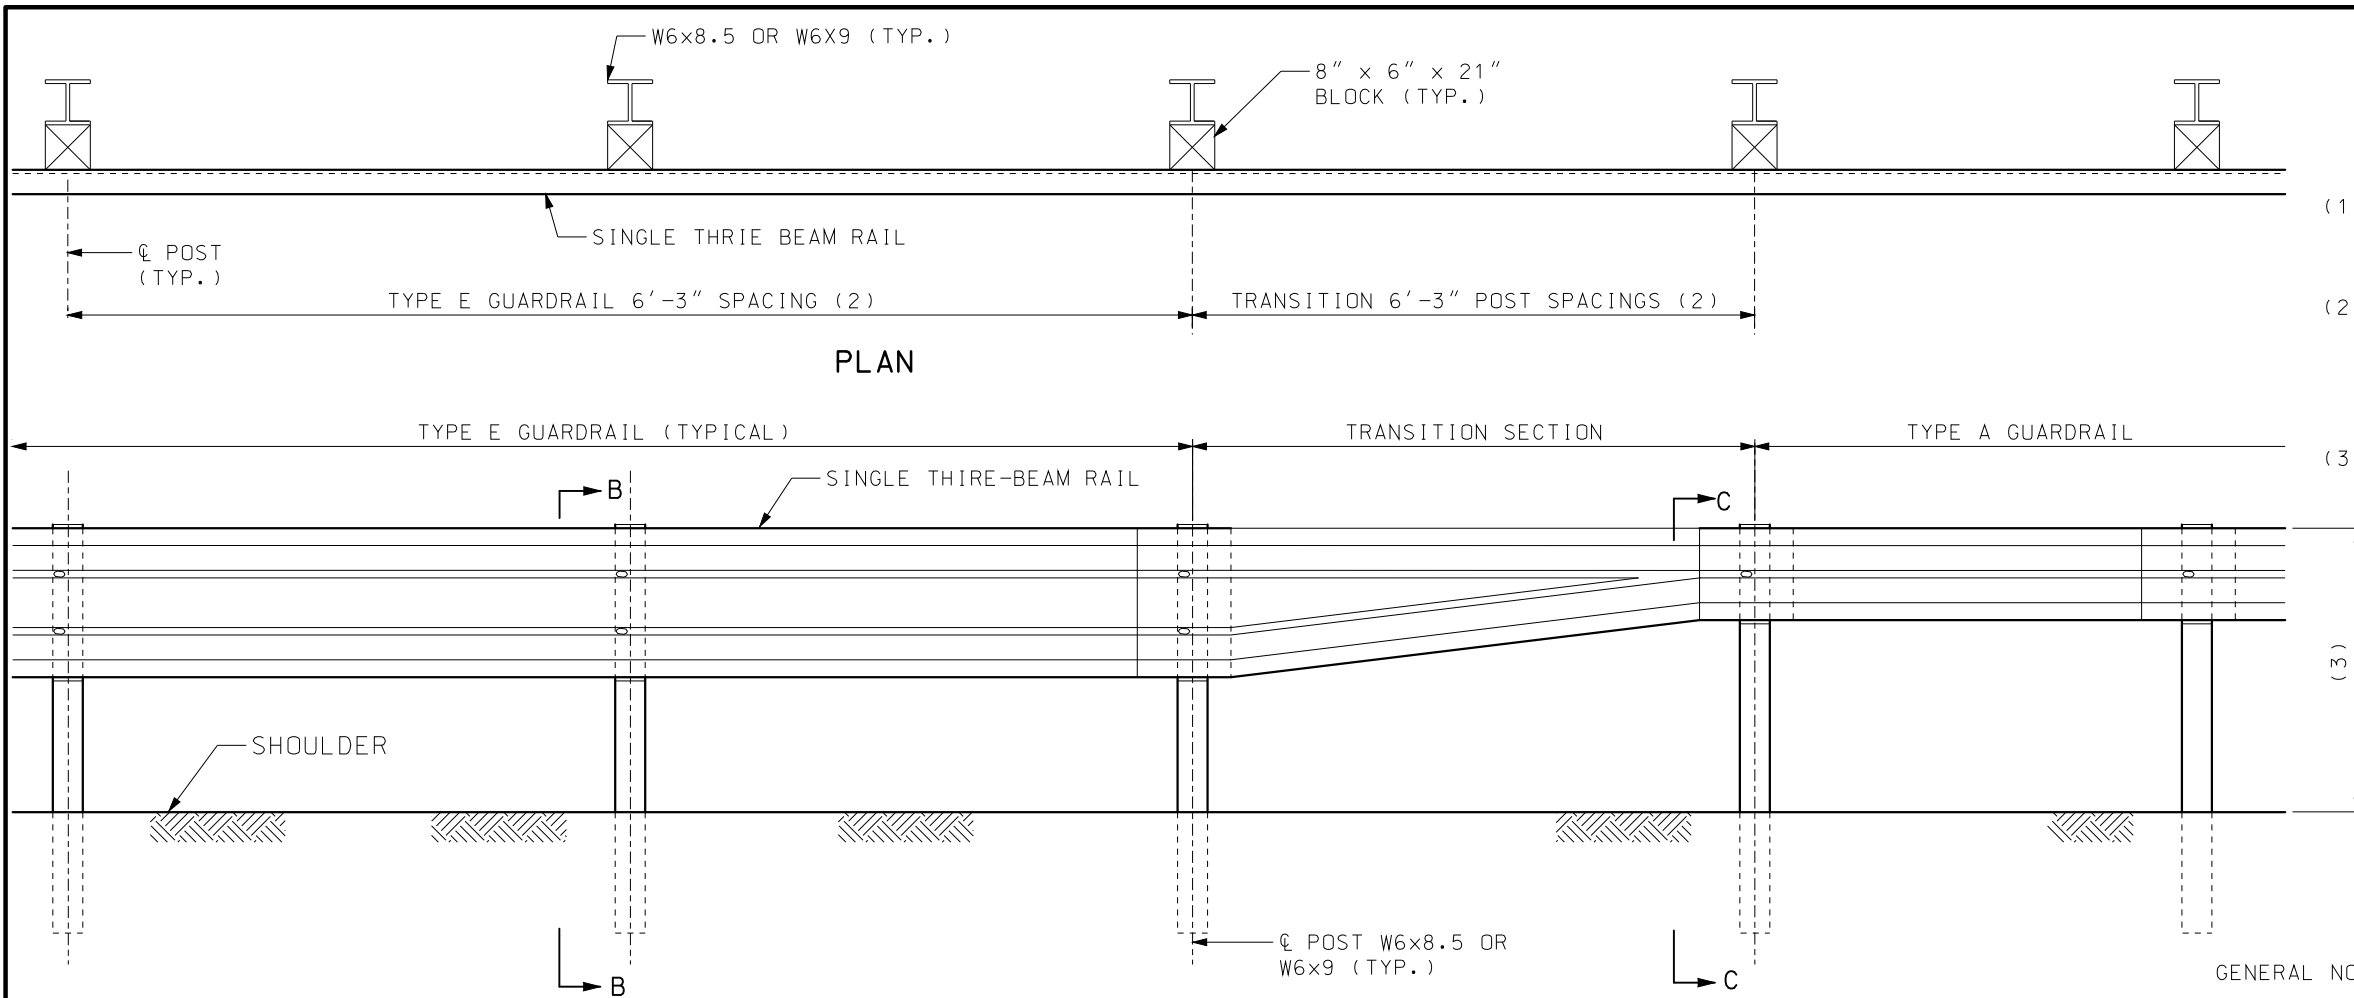 W6x8.5 OR W6X9 (TYP.)
8" x 6" x 21"
BLOCK (TYP.)
(1
SINGLE THRIE BEAM RAIL
℄ POST
(TYP.)
TYPE E GUARDRAIL 6'-3" SPACING (2)
TRANSITION 6'-3" POST SPACINGS (2)
(2
PLAN
TYPE E GUARDRAIL (TYPICAL)
TRANSITION SECTION
TYPE A GUARDRAIL
(3
SINGLE THIRE-BEAM RAIL
B
C
(3)
SHOULDER
℄ POST W6x8.5 OR
W6x9 (TYP.)
B
C
GENERAL NO